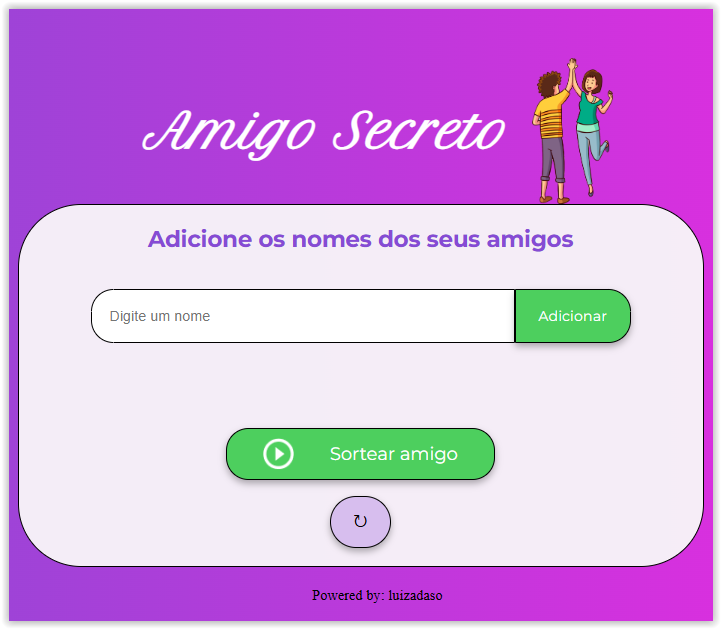 Amigo Secreto
Adicione os nomes dos seus amigos
Digite um nome
Adicionar
Sortear amigo
↻
Powered by: luizadaso